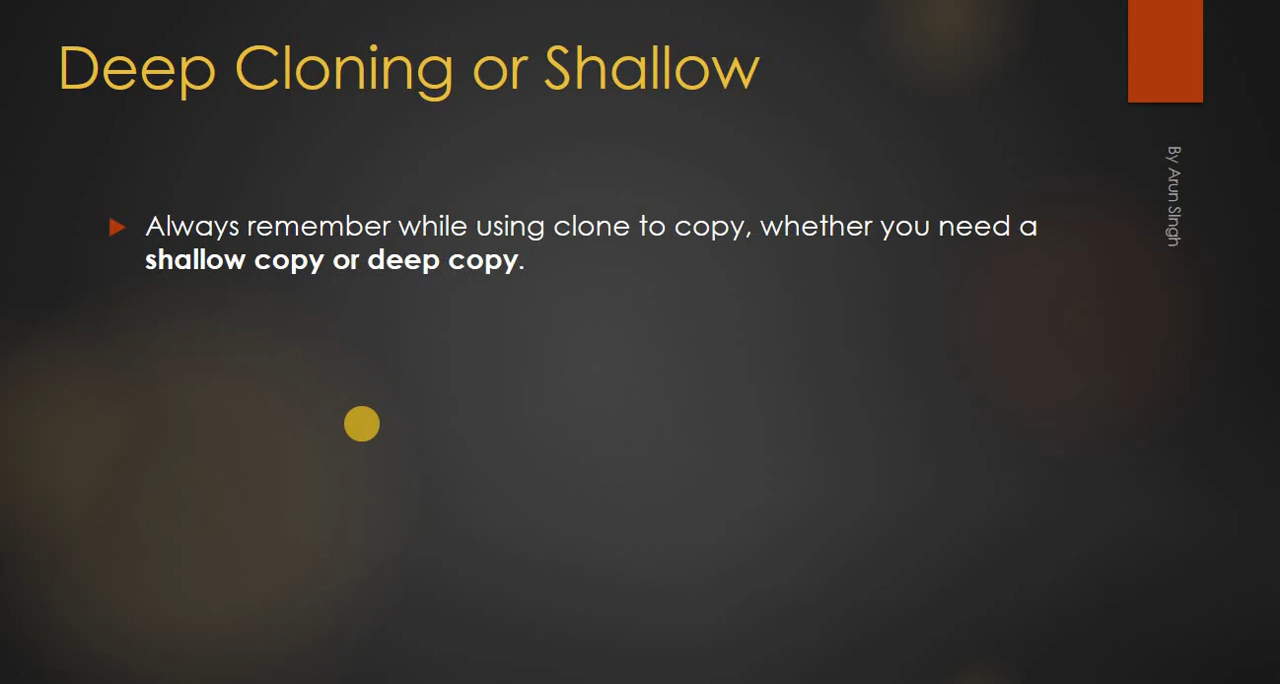 Deep Cloning or Shallow
Always remember while using clone to copy, whether you need a
shallow copy or deep copy.
By Arun Singh